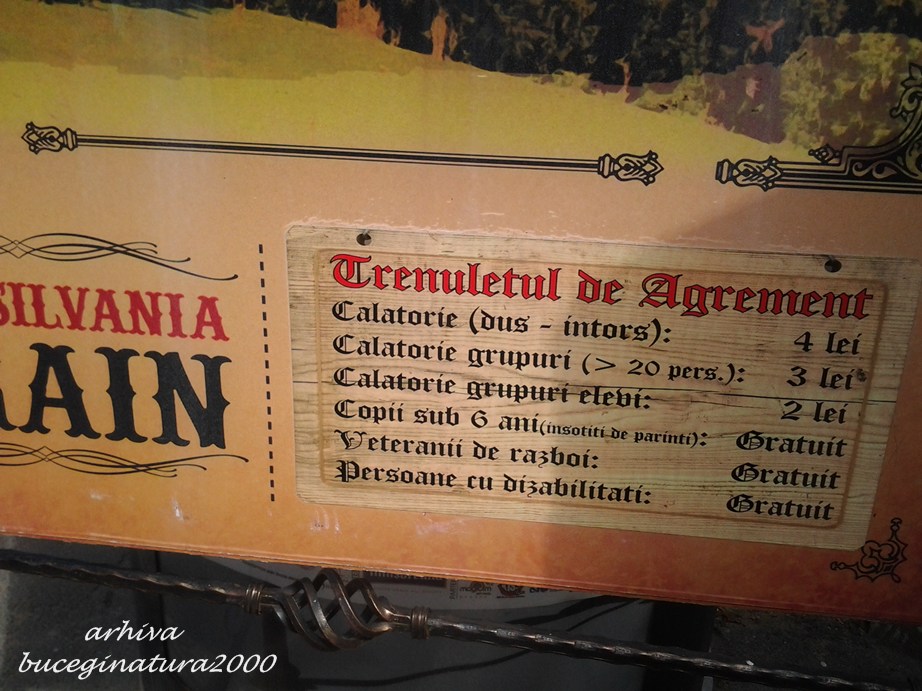 SILVANIA
AIN
Trenuletul de Agrement
Calatorie (dus - intors): 4 lei
Calatorie grupuri (> 20 pers.): 3 lei
Calatorie grupuri elevi: 2 lei
Copii sub 6 ani(insotiti de parinti): Gratuit
Veteranii de razboi: Gratuit
Persoane cu dizabilitati: Gratuit
arhiva
buceginatura2000